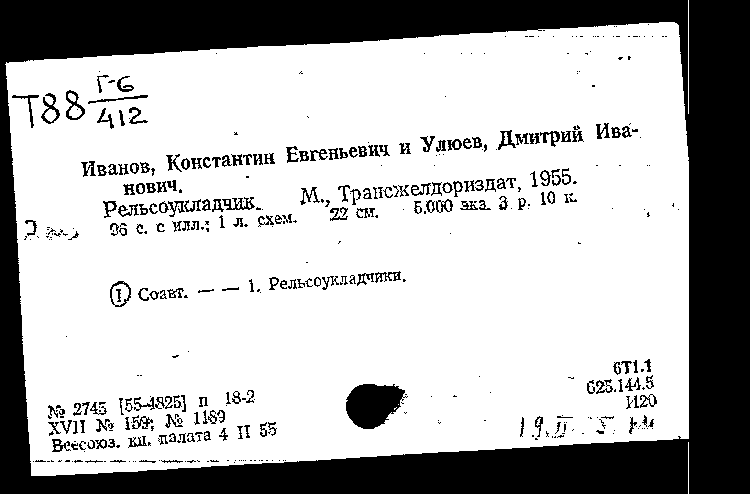 Т88 Г-6
412
Иванов, Константин Евгеньевич и Улюев, Дмитрий Ива-
нович.
Рельсоукладчик. М., Трансжелдориздат, 1955.
96 с. с илл.; 1 л. схем. 22 см. 5.000 экз. 3 р. 10 к.
I. Соавт. — — 1. Рельсоукладчики.
6Т1.1
625.144.5
И20
№ 2745 [55-4825] п 18-2
XVII № 159; № 1189
Всесоюз. кн. палата 4 II 55